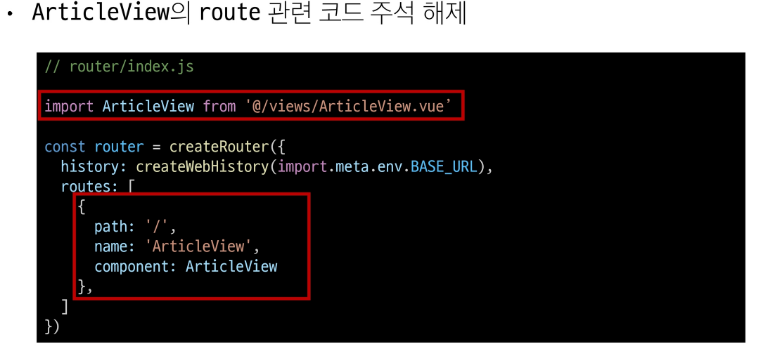 • ArticleView의 route 관련 코드 주석 해제
// router/index.js
import ArticleView from '@/views/ArticleView.vue’
const router = createRouter({
history: createWebHistory(import.meta.env.BASE_URL),
routes: [
{
path: '/',
name: 'ArticleView',
component: ArticleView
},
]
})